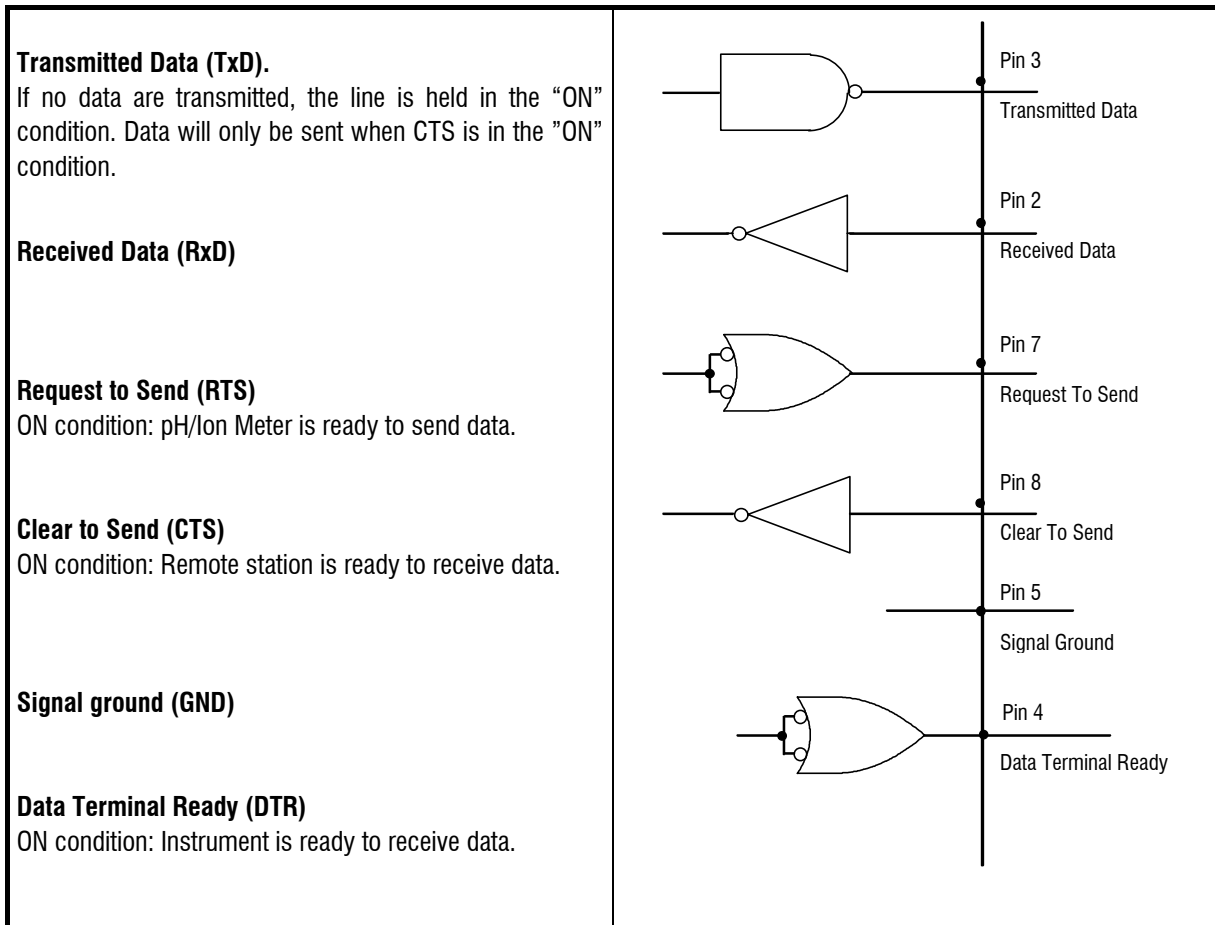 Transmitted Data (TxD).
If no data are transmitted, the line is held in the “ON”
condition. Data will only be sent when CTS is in the ”ON”
condition.
Received Data (RxD)
Request to Send (RTS)
ON condition: pH/Ion Meter is ready to send data.
Clear to Send (CTS)
ON condition: Remote station is ready to receive data.
Signal ground (GND)
Data Terminal Ready (DTR)
ON condition: Instrument is ready to receive data.
Pin 3
Transmitted Data
Pin 2
Received Data
Pin 7
Request To Send
Pin 8
Clear To Send
Pin 5
Signal Ground
Pin 4
Data Terminal Ready